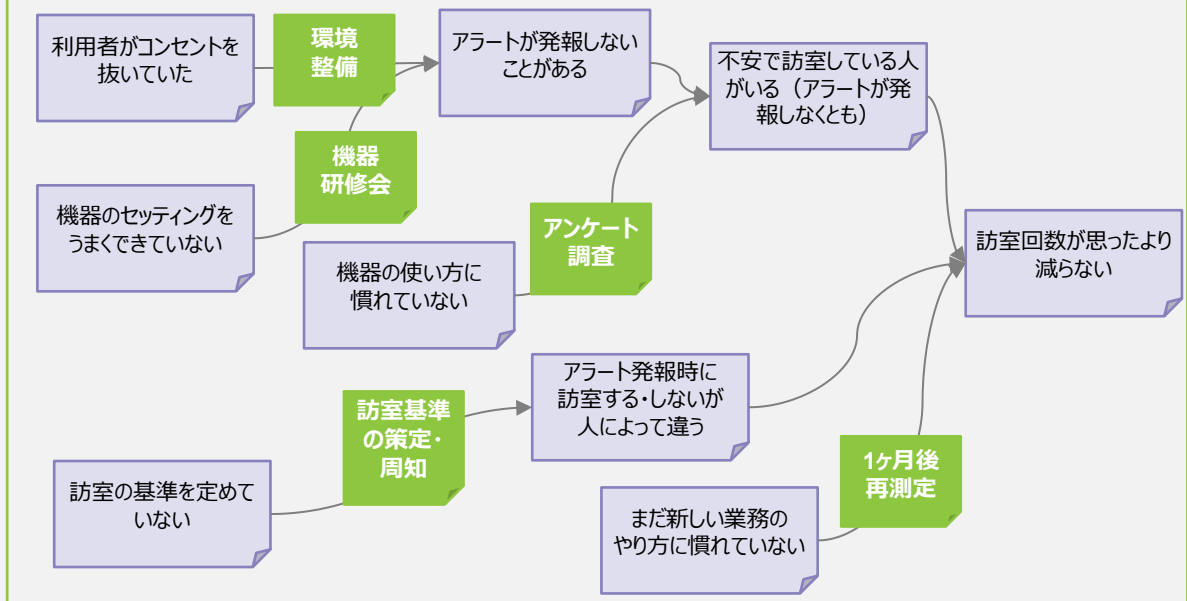 利用者がコンセントを
抜いていた
環境
整備
アラートが発報しない
ことがある
不安で訪室している人
がいる（アラートが発
報しなくとも）
機器
研修会
機器のセッティングを
うまくできていない
アンケート
調査
機器の使い方に
慣れていない
訪室回数が思ったより
減らない
アラート発報時に
訪室する・しないが
人によって違う
訪室基準
の策定・
周知
訪室の基準を定めて
いない
1ヶ月後
再測定
まだ新しい業務の
やり方に慣れていない